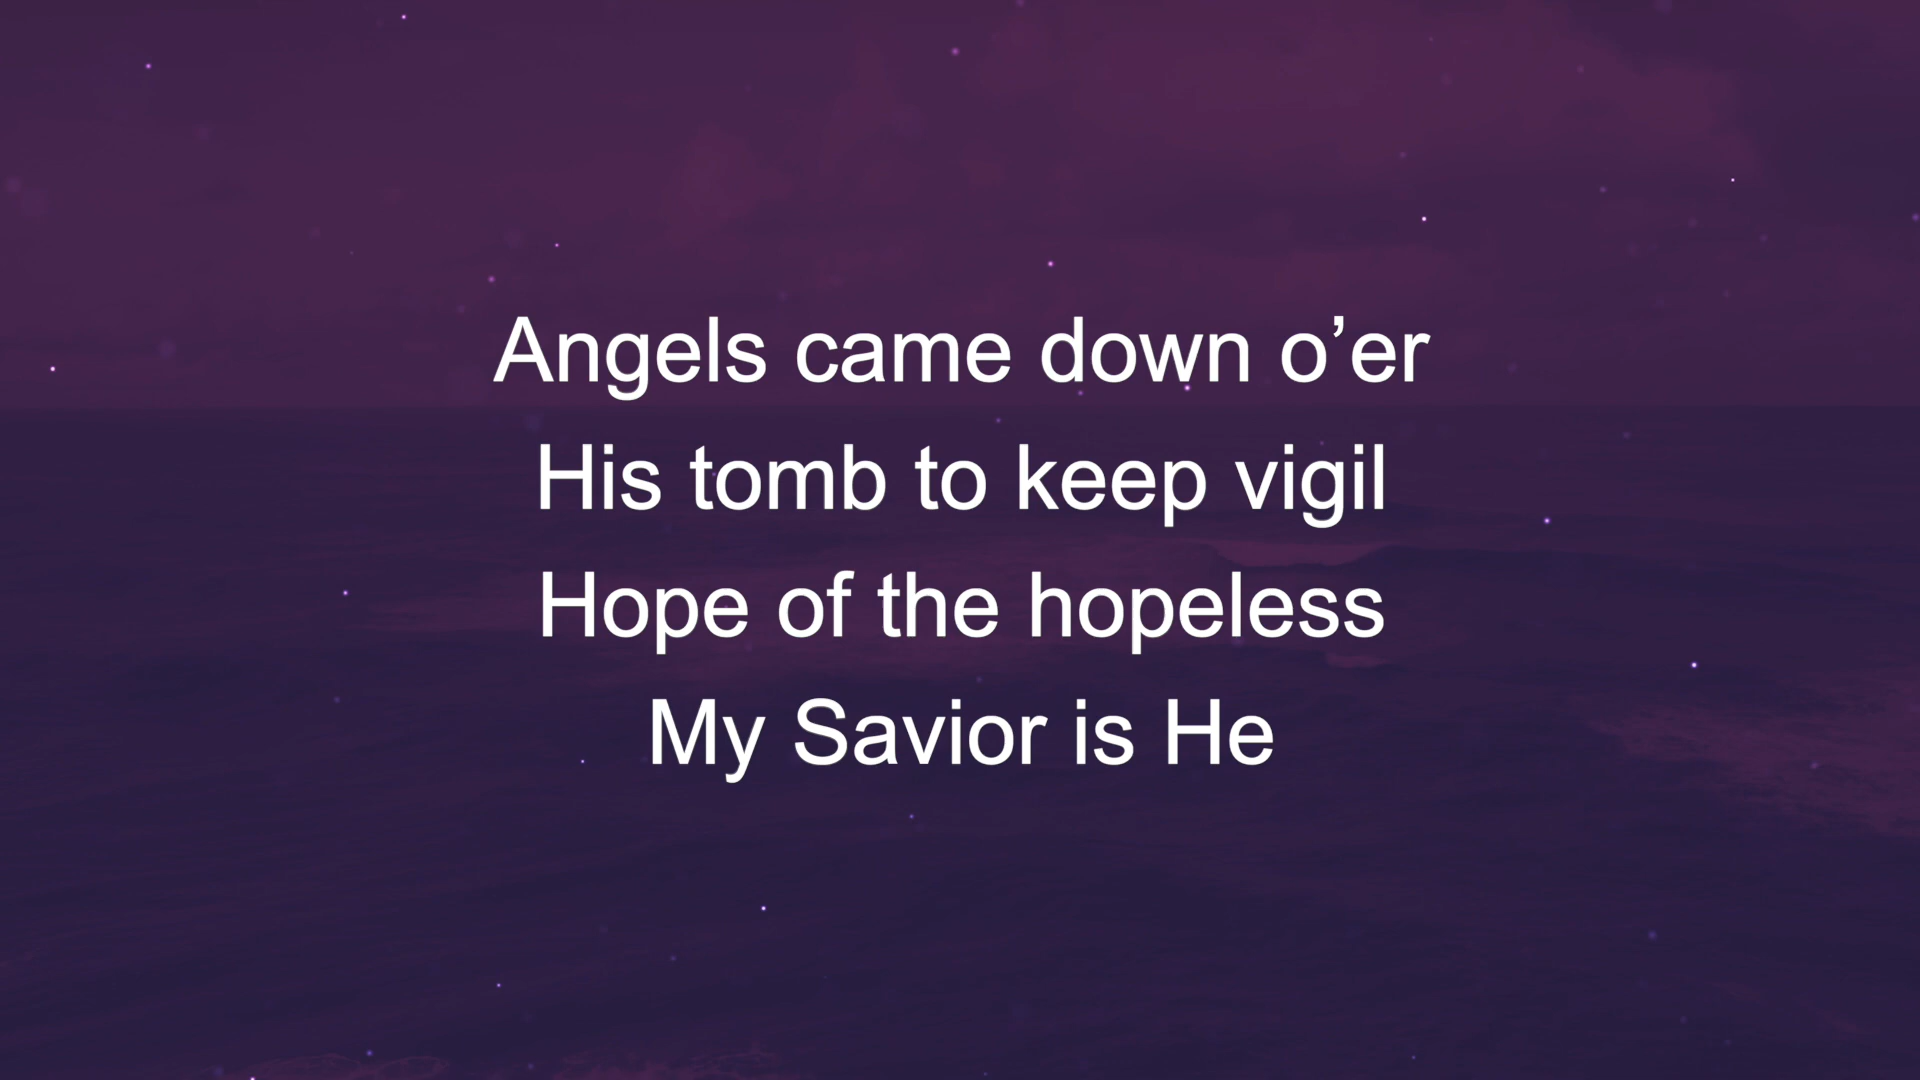 Angels came down o’er
His tomb to keep vigil
Hope of the hopeless
My Savior is He